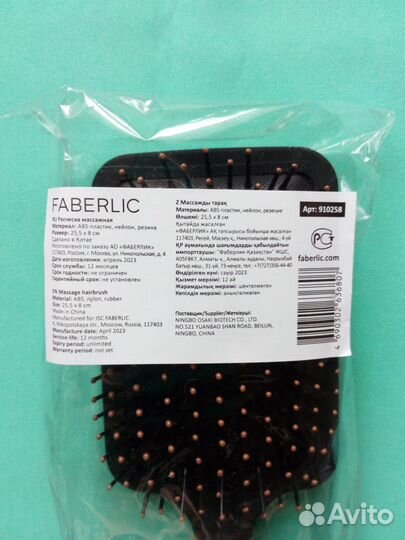 FABERLIC
RU Расческа массажная
Материал: ABS-пластик, нейлон, резина
Размер: 25,5 х 8 см
Сделано в Китае
Изготовлено по заказу АО «ФАБЕРЛИК»
117403, Россия, Москва, ул. Никопольская, д. 4
Дата изготовления: апрель 2023
Срок службы: 12 месяцев
Срок годности: не ограничен
Гарантийный срок: не установлен
EN Massage hairbrush
Material: ABS, nylon, rubber
Size: 25,5 x 8 cm
Made in China
Manufactured for JSC FABERLIC
4, Nikopolskaya str., Moscow, Russia, 117403
Manufacture date: April 2023
Service life: 12 months
Expiry period: unlimited
Warranty period: not set
Z Массажды тарақ
Материалы: ABS пластик, нейлон, резеңке
Өлшемі: 25,5 х 8 см
Қытайда жасалған
«ФАБЕРЛИК» АҚ тапсырысы бойынша жасалған
117403, Ресей, Мәскеу қ., Никопольская көш., 4-үй
ҚР аумағында шағымдарды қабылдайтын
импорттаушы: "Фаберлик-Казахстан" ЖШС,
A05F8K7, Алматы қ., Алмалы ауданы, Наурызбай
батыр көш., 31-үй, 73-кеңсе, тел: +7(727)356-44-40
Өндірілген күні: сәуір 2023
Қызмет мерзімі: 12 ай
Жарамдылық мерзімі: шектелмеген
Кепілдік мерзімі: анықталмаған
Поставщик/Supplier/Жеткізуші:
NINGBO OSAKI BIOTECH CO., LTD.
NO.521 YUANBAO SHAN ROAD, BEILUN,
NINGBO, CHINA
Арт: 910258
РСТ
faberlic.com
4 690302 636807
Avito